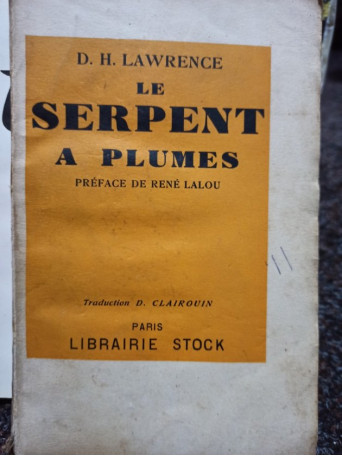 D. H. LAWRENCE
LE
SERPENT
A PLUMES
PRÉFACE DE RENÉ LALOU
Traduction D. CLAIROUIN
PARIS
LIBRAIRIE STOCK